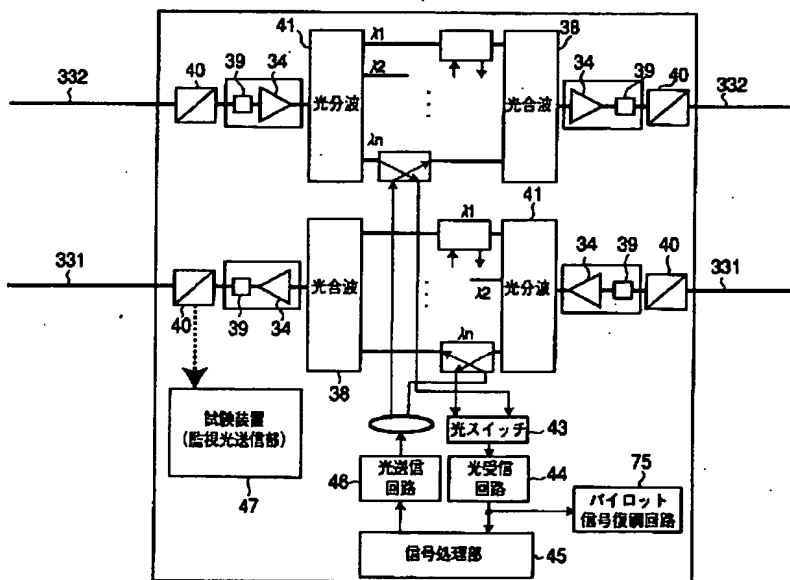 41
38
λ1
39
34
34
39
40
40
332
λ2
332
光分波
光合波
λn
41
λ1
34
39
331
40
331
光合波
光分波
λ2
40
39
34
λn
38
試験装置
(監視光送信部)
47
光スイッチ
43
46
光送信
回路
光受信
回路
44
75
パイロット
信号復調回路
信号処理部
45